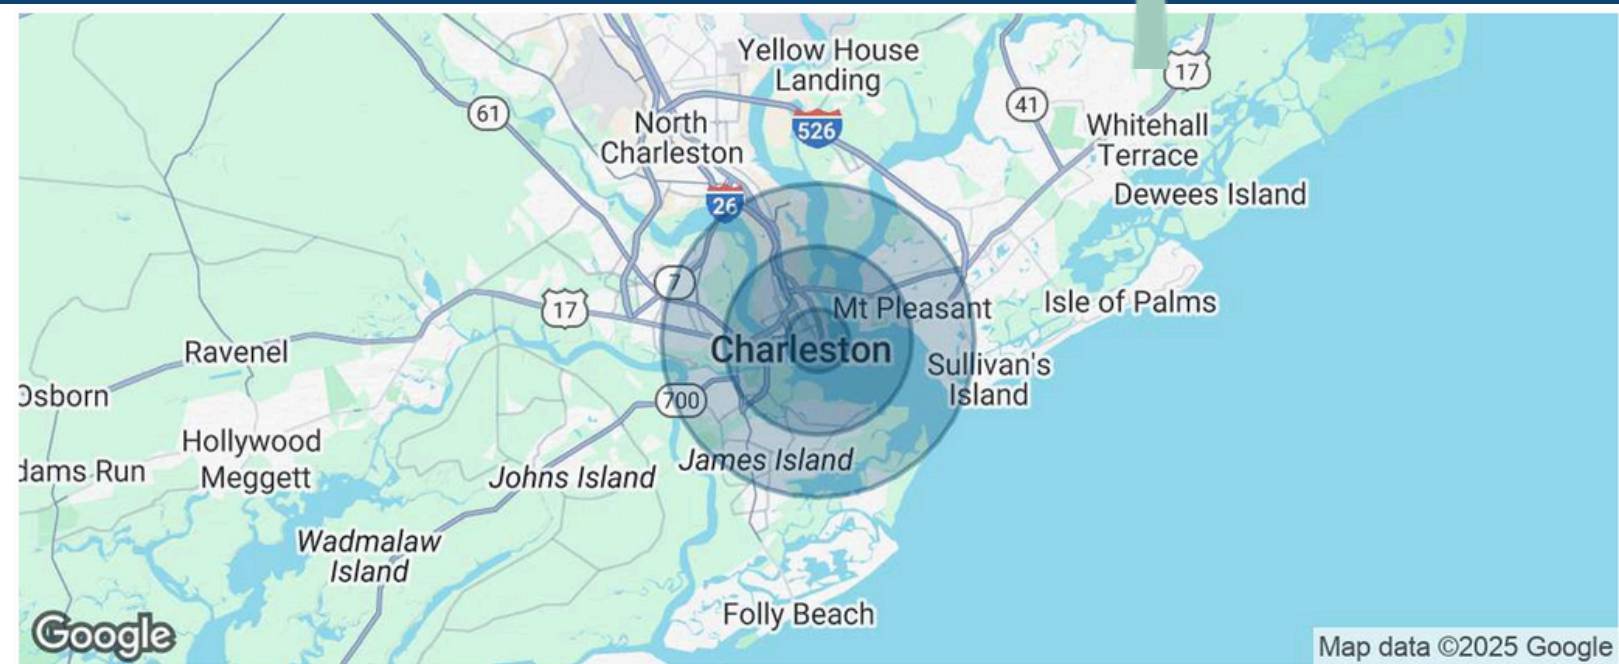 Yellow House
Landing
17
41
61
526
North
Charleston
Whitehall
Terrace
Dewees Island
26
7
17
Mt Pleasant
Isle of Palms
Ravenel
Charleston
Sullivan's
Island
Osborn
700
Hollywood
Meggett
dams Run
Johns Island
James Island
Wadmalaw
Island
Folly Beach
Google
Map data ©2025 Google